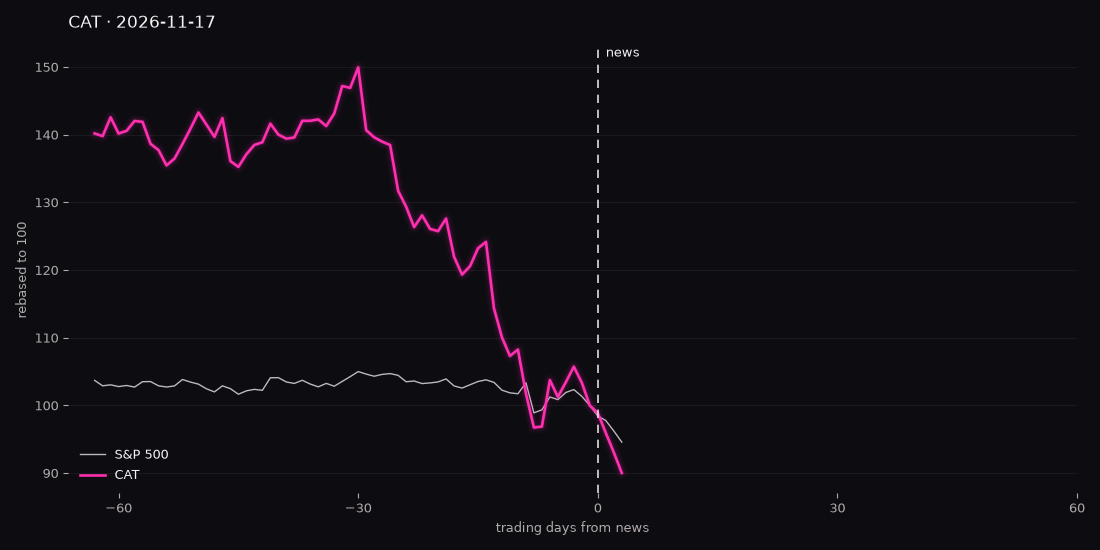 CAT · 2026-11-17
news
150
140
130
120
110
100
90
rebased to 100
S&P 500
CAT
−60
−30
0
30
60
trading days from news